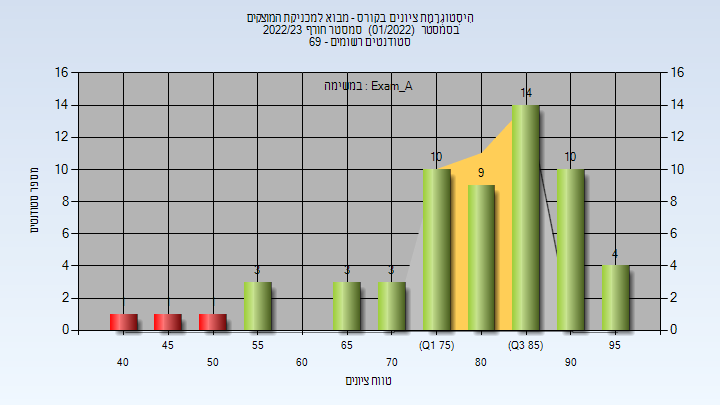 הִיסטוֹגרָמַת ציונים בקורס - מבוא למכניקת המוצקים
בסמסטר (01/2022) סמסטר חורף 2022/23
סטודנטים רשומים - 69
במשימה : Exam_A
מספר סטודנטים
16 16
14 14
12 12
10 10
8 8
6 6
4 4
2 2
0 0
3 3 3 10 9 14 10 4
45 55 65 (Q1 75) (Q3 85) 95
40 50 60 70 80 90
טווח ציונים